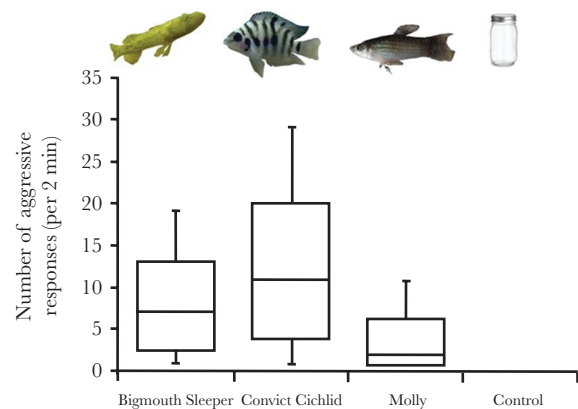 35
30
25
20
15
10
5
0
Number of aggressive
responses (per 2 min)
Bigmouth Sleeper Convict Cichlid Molly Control